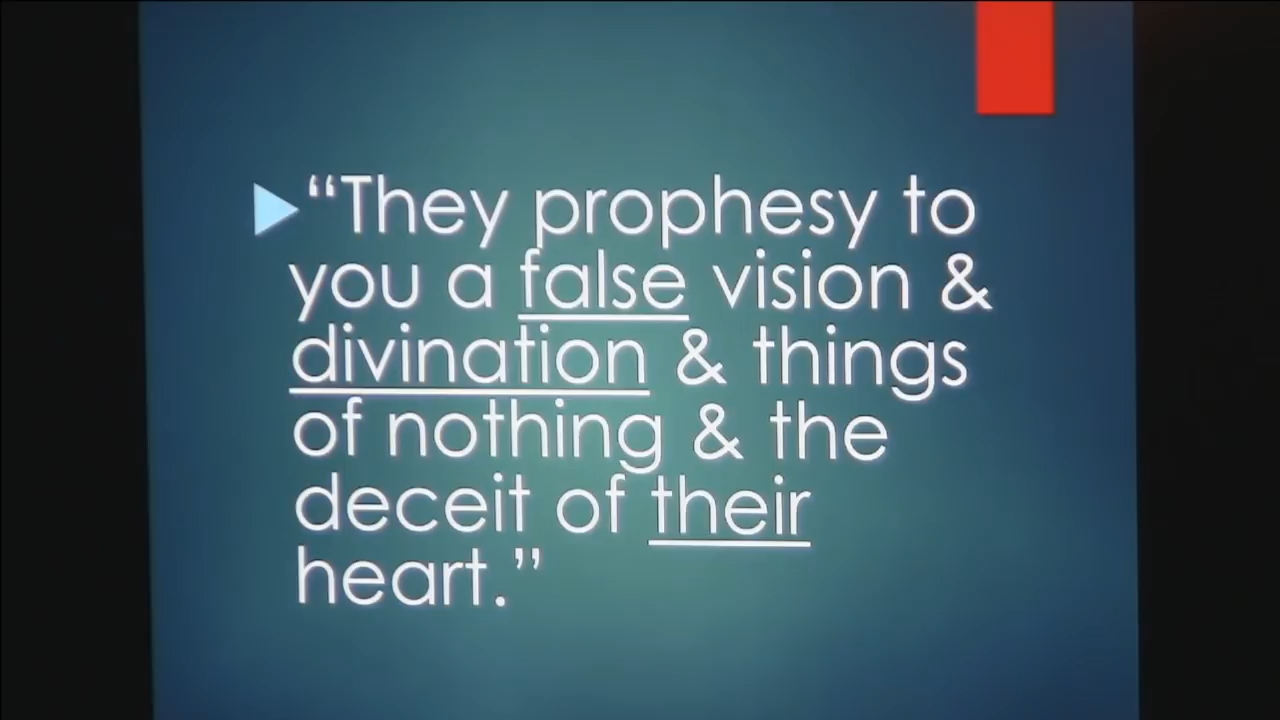 “They prophesy to
you a false vision &
divination & things
of nothing & the
deceit of their
heart.”